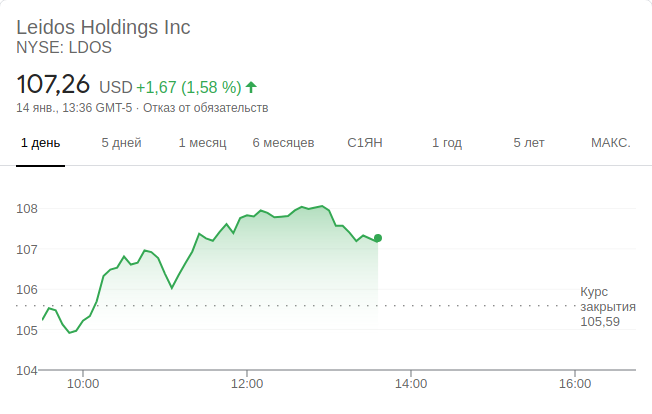 Leidos Holdings Inc
NYSE: LDOS
107,26 USD +1,67 (1,58 %)
14 янв., 13:36 GMT-5 · Отказ от обязательств
1 день 5 дней 1 месяц 6 месяцев С1ЯН 1 год 5 лет МАКС.
108
107
106
Курс
закрытия
105,59
105
104
10:00 12:00 14:00 16:00